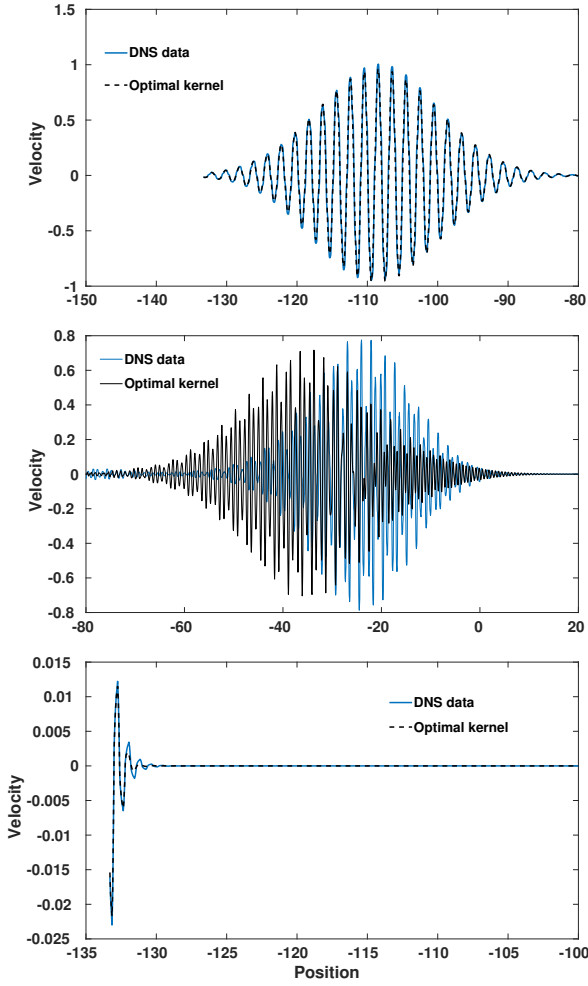 1.5
1
0.5
0
-0.5
-1
Velocity
DNS data
Optimal kernel
-150 -140 -130 -120 -110 -100 -90 -80
0.8
0.6
0.4
0.2
0
-0.2
-0.4
-0.6
-0.8
Velocity
DNS data
Optimal kernel
-80 -60 -40 -20 0 20
0.015
0.01
0.005
0
-0.005
-0.01
-0.015
-0.02
-0.025
Velocity
DNS data
Optimal kernel
-135 -130 -125 -120 -115 -110 -105 -100
Position